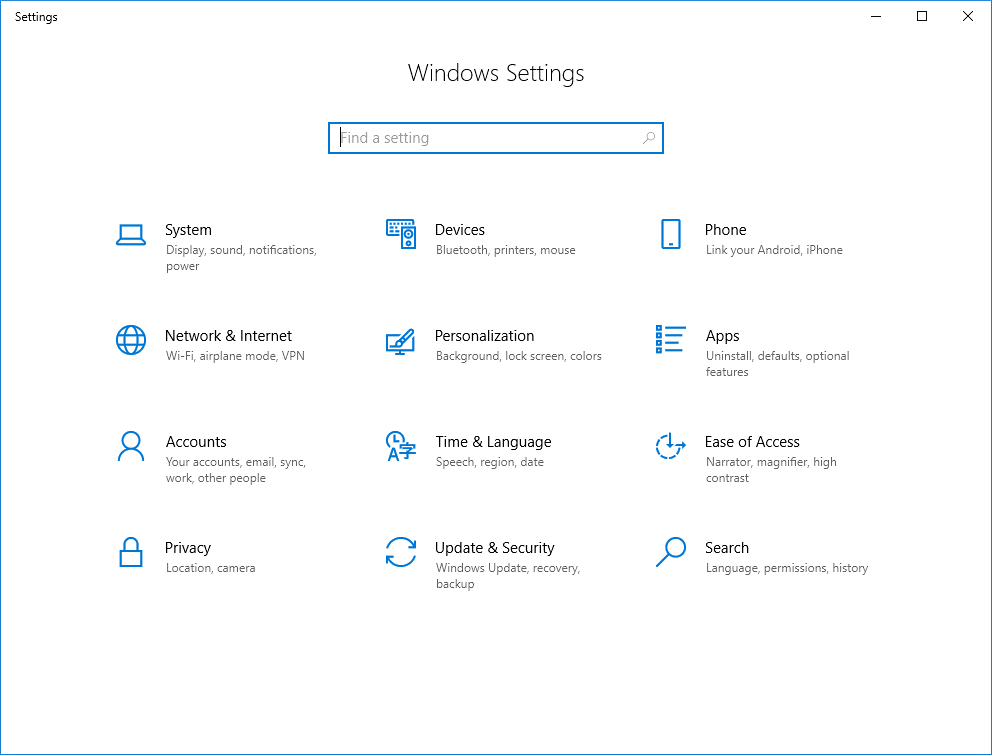 Settings
Windows Settings
Find a setting
System
Display, sound, notifications,
power
Devices
Bluetooth, printers, mouse
Phone
Link your Android, iPhone
Network & Internet
Wi-Fi, airplane mode, VPN
Personalization
Background, lock screen, colors
Apps
Uninstall, defaults, optional
features
Accounts
Your accounts, email, sync,
work, other people
Time & Language
Speech, region, date
Ease of Access
Narrator, magnifier, high
contrast
Privacy
Location, camera
Update & Security
Windows Update, recovery,
backup
Search
Language, permissions, history